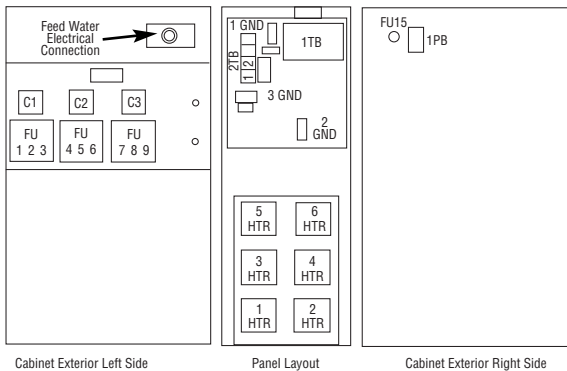 Feed Water
Electrical
Connection
C1
C2
C3
FU
1 2 3
FU
4 5 6
FU
7 8 9
Cabinet Exterior Left Side
1 GND
1TB
2TB
1 2
3 GND
2
GND
5
HTR
6
HTR
3
HTR
4
HTR
1
HTR
2
HTR
Panel Layout
FU15
1PB
Cabinet Exterior Right Side